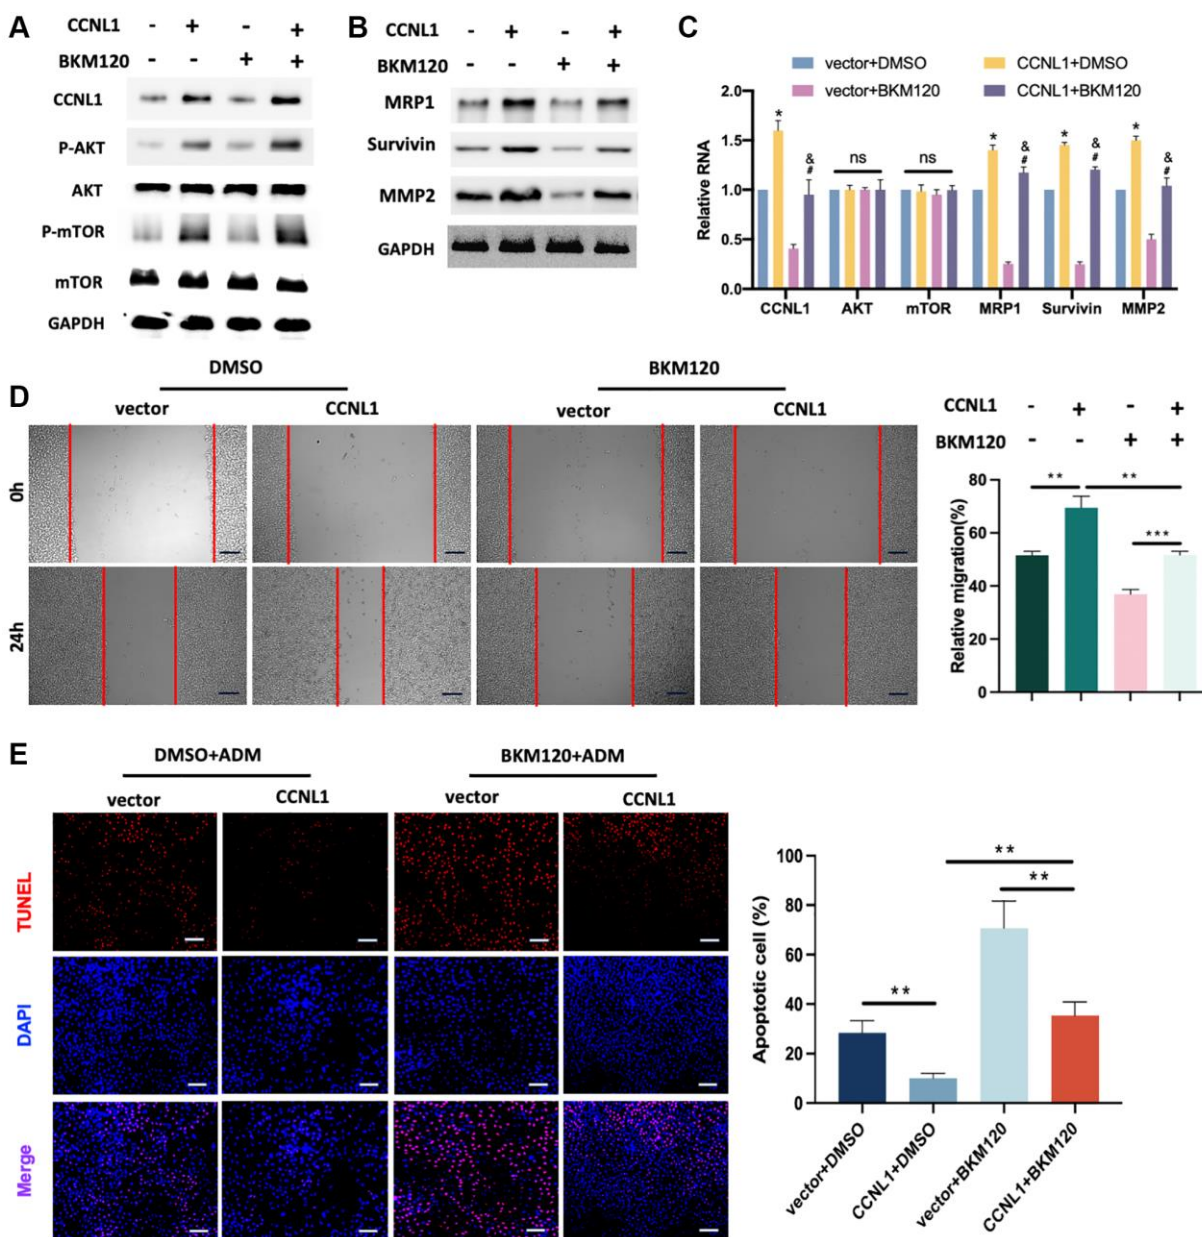 A
CCNL1 - + - +
BKM120 - - + +
CCNL1
P-AKT
AKT
P-mTOR
mTOR
GAPDH
B
CCNL1 - + - +
BKM120 - - + +
MRP1
Survivin
MMP2
GAPDH
C
vector+DMSO CCNL1+DMSO
vector+BKM120 CCNL1+BKM120
Relative RNA
2.0
1.5
1.0
0.5
0.0
* & # ns ns * & # * & # * & #
CCNL1 AKT mTOR MRP1 Survivin MMP2
D
DMSO BKM120
vector CCNL1 vector CCNL1
0h
24h
CCNL1 - + - +
BKM120 - - + +
Relative migration(%)
80
60
40
20
0
** **
***
E
DMSO+ADM BKM120+ADM
vector CCNL1 vector CCNL1
TUNEL
DAPI
Merge
Apoptotic cell (%)
100
80
60
40
20
0
**
**
**
vector+DMSO
CCNL1+DMSO
vector+BKM120
CCNL1+BKM120